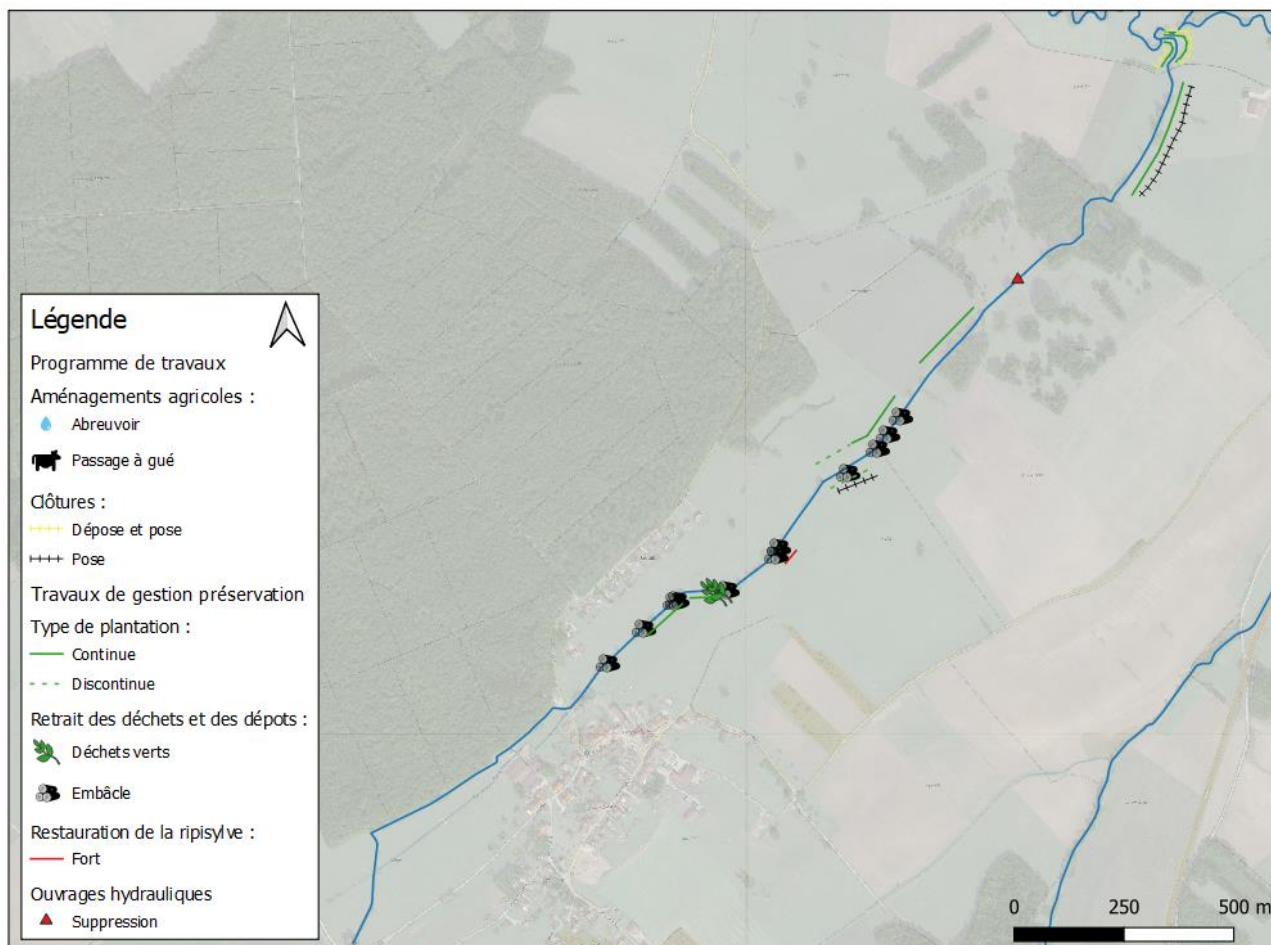 Légende
Programme de travaux
Aménagements agricoles :
Abreuvoir
Passage à gué
Clôtures :
Dépose et pose
Pose
Travaux de gestion préservation
Type de plantation :
Continue
Discontinue
Retrait des déchets et des dépots :
Déchets verts
Embâcle
Restauration de la ripisylve :
Fort
Ouvrages hydrauliques
Suppression
0 250 500 m